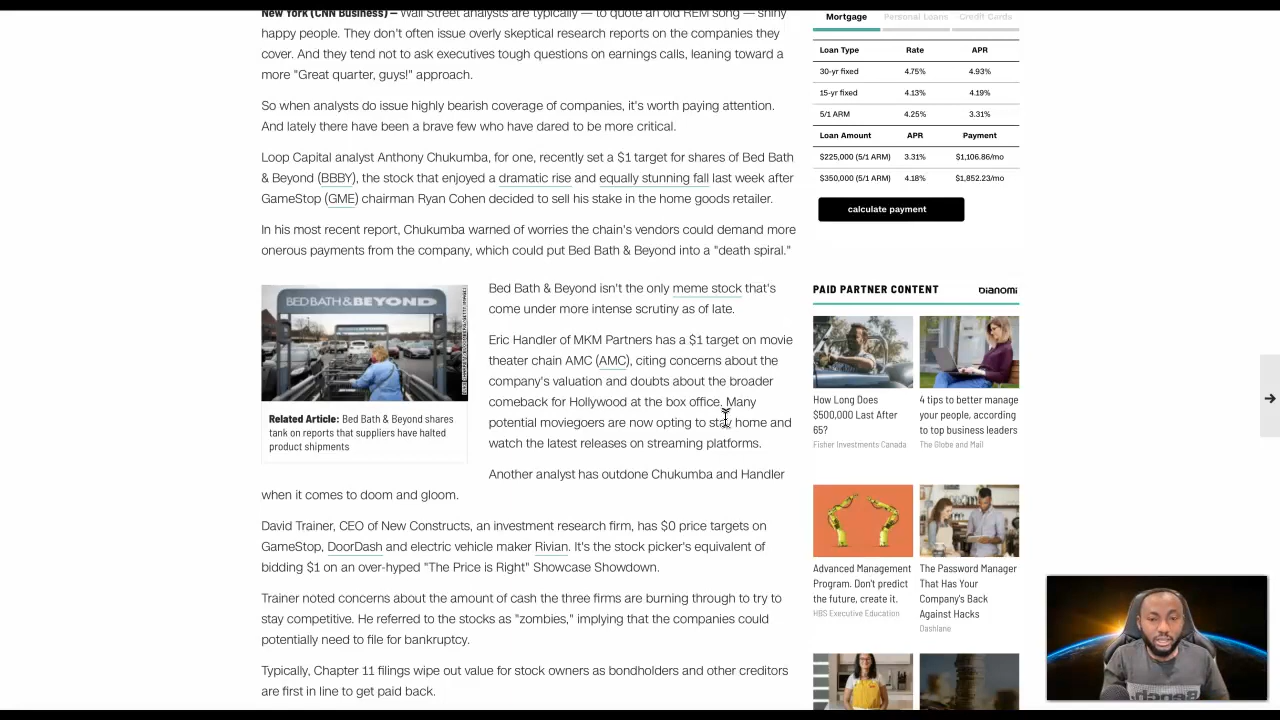 New York (CNN Business) — Wall Street analysts are typically — to quote an old REM song — shiny
happy people. They don't often issue overly skeptical research reports on the companies they
cover. And they tend not to ask executives tough questions on earnings calls, leaning toward a
more "Great quarter, guys!" approach.
So when analysts do issue highly bearish coverage of companies, it's worth paying attention.
And lately there have been a brave few who have dared to be more critical.
Loop Capital analyst Anthony Chukumba, for one, recently set a $1 target for shares of Bed Bath
& Beyond (BBBY), the stock that enjoyed a dramatic rise and equally stunning fall last week after
GameStop (GME) chairman Ryan Cohen decided to sell his stake in the home goods retailer.
In his most recent report, Chukumba warned of worries the chain's vendors could demand more
onerous payments from the company, which could put Bed Bath & Beyond into a "death spiral."
BED BATH & BEYOND
Related Article: Bed Bath & Beyond shares
tank on reports that suppliers have halted
product shipments
Bed Bath & Beyond isn't the only meme stock that's
come under more intense scrutiny as of late.
Eric Handler of MKM Partners has a $1 target on movie
theater chain AMC (AMC), citing concerns about the
company's valuation and doubts about the broader
comeback for Hollywood at the box office. Many
potential moviegoers are now opting to stay home and
watch the latest releases on streaming platforms.
Another analyst has outdone Chukumba and Handler
when it comes to doom and gloom.
David Trainer, CEO of New Constructs, an investment research firm, has $0 price targets on
GameStop, DoorDash and electric vehicle maker Rivian. It's the stock picker's equivalent of
bidding $1 on an over-hyped "The Price is Right" Showcase Showdown.
Trainer noted concerns about the amount of cash the three firms are burning through to try to
stay competitive. He referred to the stocks as "zombies," implying that the companies could
potentially need to file for bankruptcy.
Typically, Chapter 11 filings wipe out value for stock owners as bondholders and other creditors
are first in line to get paid back.
Mortgage Personal Loans Credit Cards
Loan Type Rate APR
30-yr fixed 4.75% 4.93%
15-yr fixed 4.13% 4.19%
5/1 ARM 4.25% 3.31%
Loan Amount APR Payment
$225,000 (5/1 ARM) 3.31% $1,106.86/mo
$350,000 (5/1 ARM) 4.18% $1,852.23/mo
calculate payment
PAID PARTNER CONTENT
Dianomi
How Long Does
$500,000 Last After
65?
Fisher Investments Canada
4 tips to better manage
your people, according
to top business leaders
The Globe and Mail
Advanced Management
Program. Don't predict
the future, create it.
HBS Executive Education
The Password Manager
That Has Your
Company's Back
Against Hacks
Dashlane